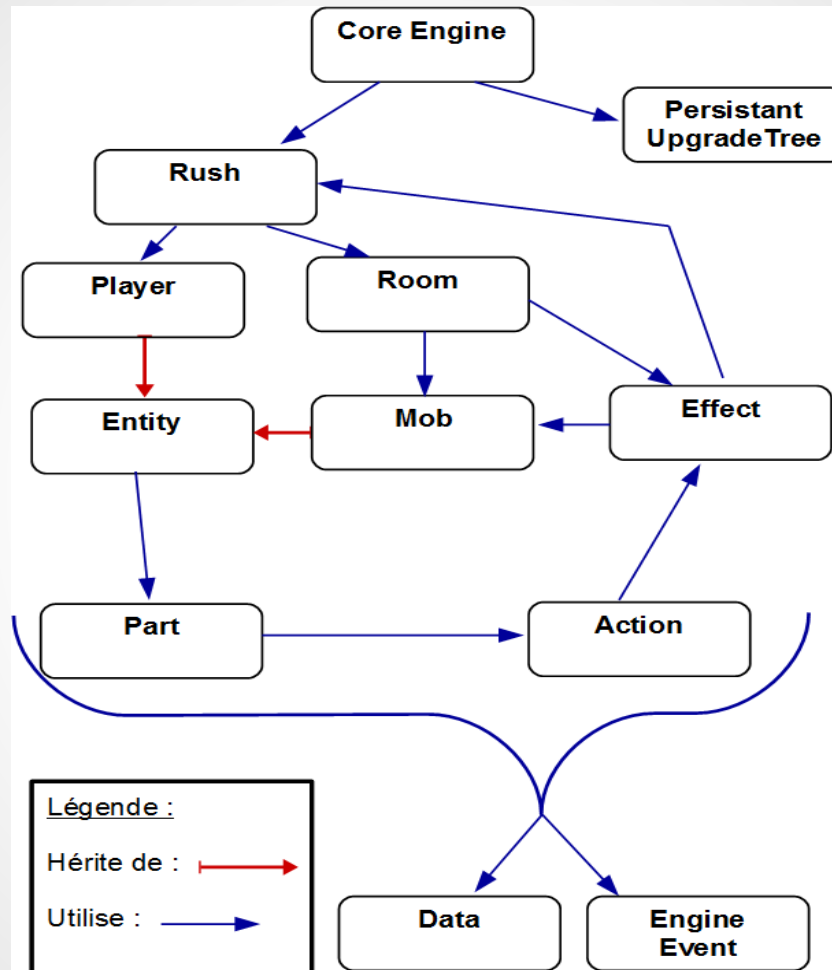 Core Engine
Persistant
UpgradeTree
Rush
Player
Room
Entity
Mob
Effect
Part
Action
Légende :
Hérite de :
Utilise :
Data
Engine
Event